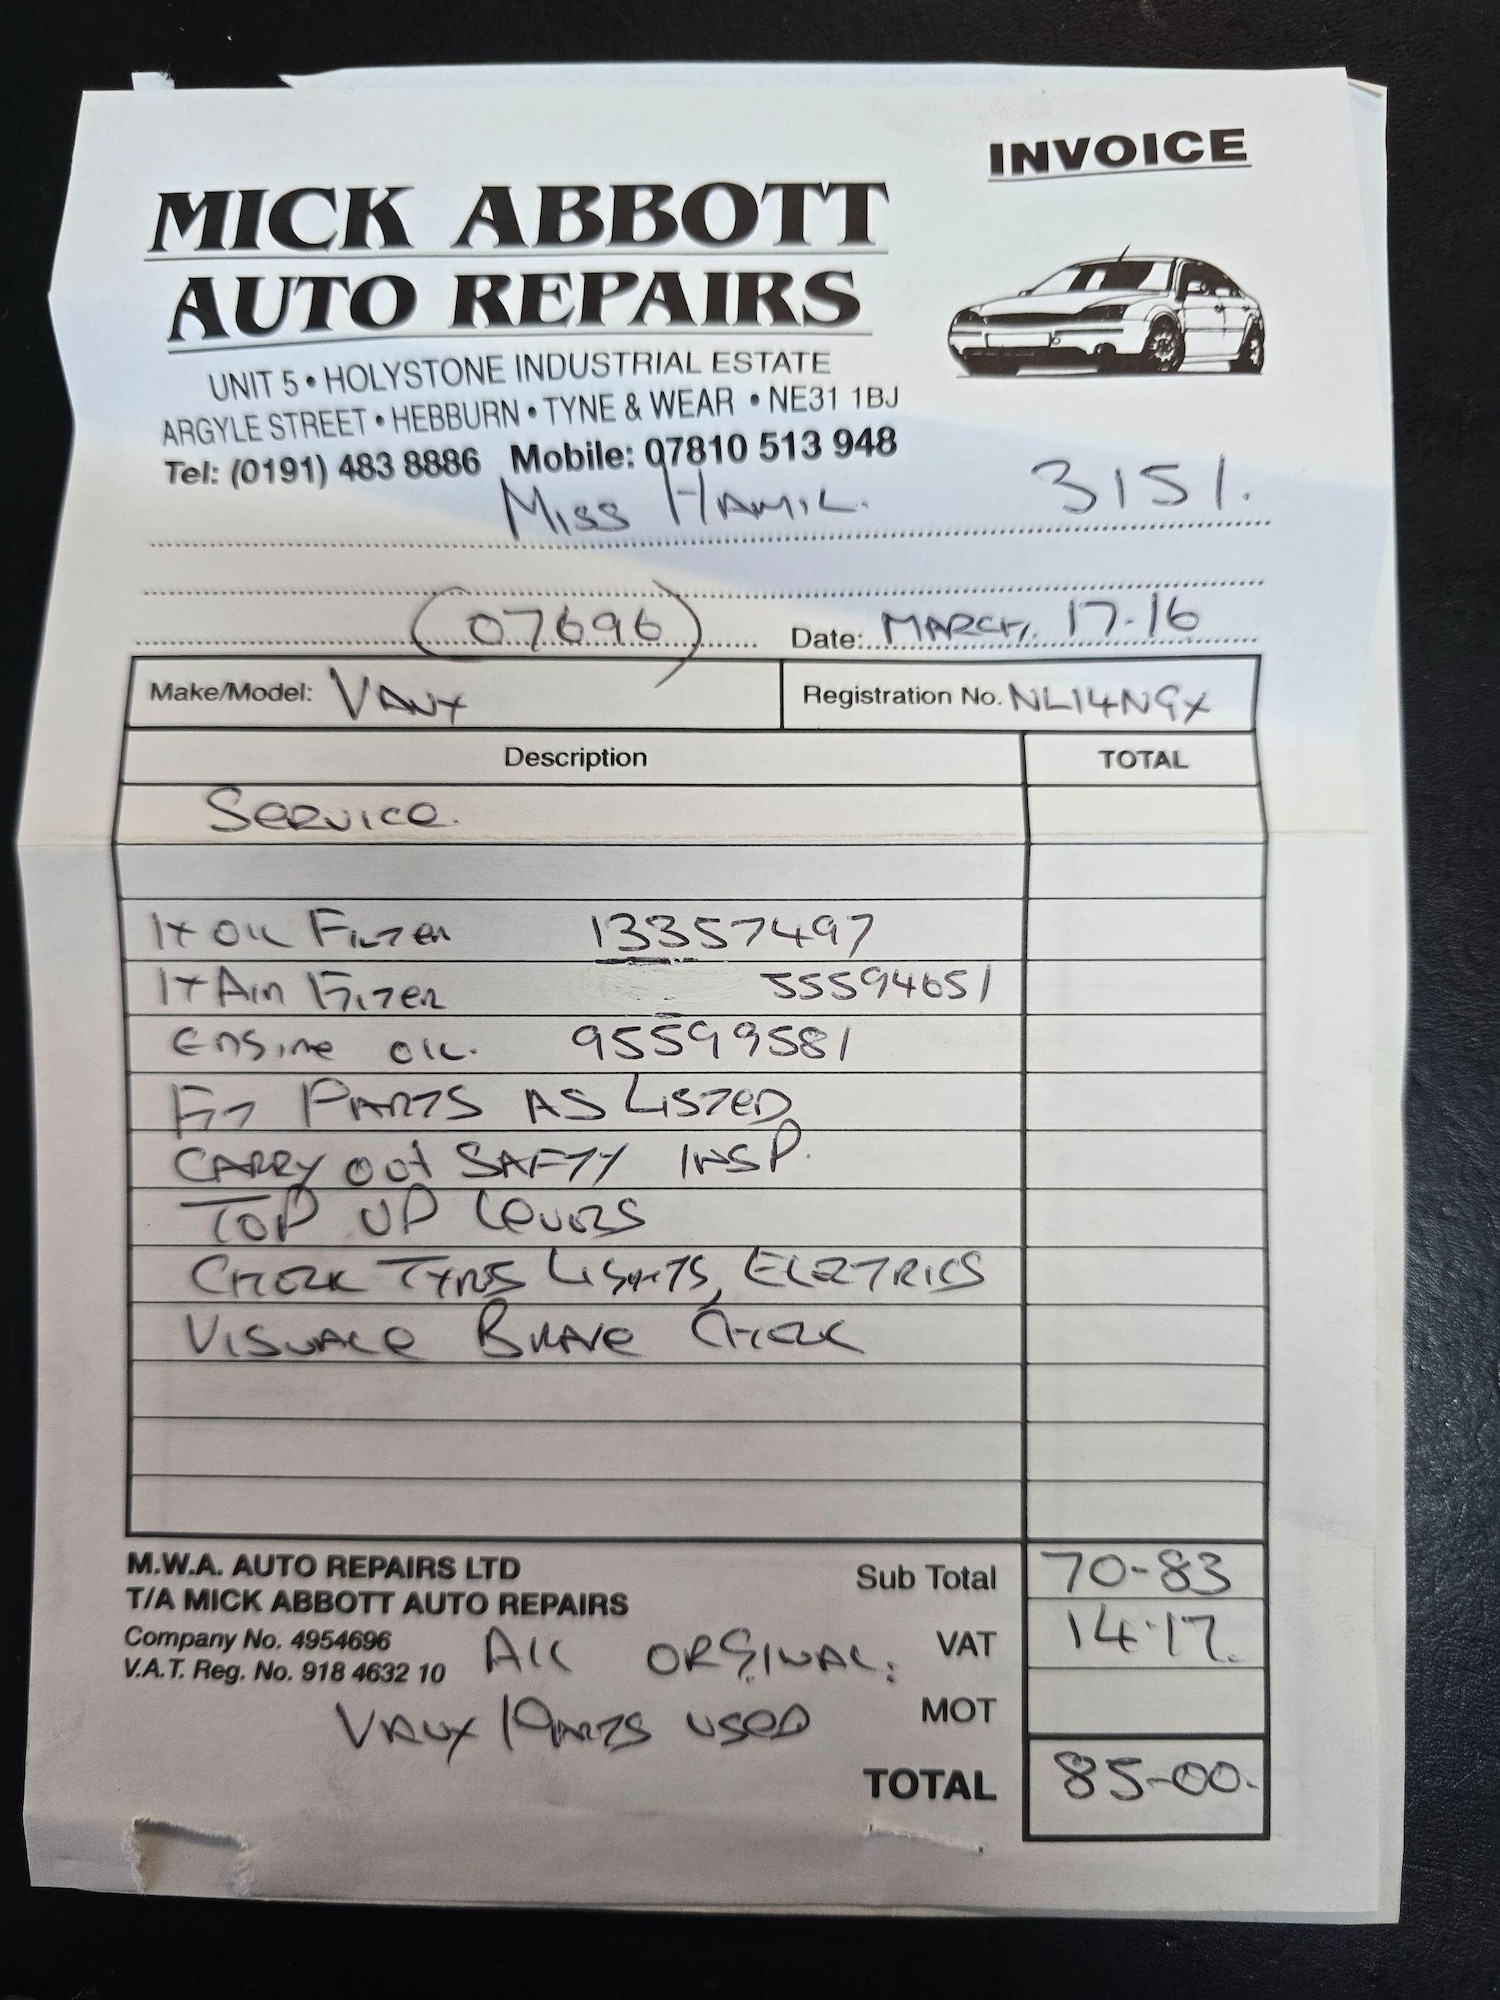 INVOICE
MICK ABBOTT
AUTO REPAIRS
UNIT 5 • HOLYSTONE INDUSTRIAL ESTATE
ARGYLE STREET • HEBBURN • TYNE & WEAR • NE31 1BJ
Tel: (0191) 483 8886 Mobile: 07810 513 948
Miss HAMIL. 3151.
(07696) Date: MARCH, 17-16
Make/Model: VAUX Registration No. NL14NGX
Description TOTAL
SERVICE.
1x OIL FILTER 13357497
1x AIR FILTER 55594651
ENGINE OIL. 95599581
FIT PARTS AS LISTED
CARRY OUT SAFTY INSP.
TOP UP LEVERS
CHECK TYRES LIGHTS, ELETRICS
VISUALE BRAKE CHECK
M.W.A. AUTO REPAIRS LTD Sub Total 70-83
T/A MICK ABBOTT AUTO REPAIRS
Company No. 4954696
V.A.T. Reg. No. 918 4632 10 ALL ORGINAL. VAT 14.17.
VAUX PARTS USED MOT
TOTAL 85-00.